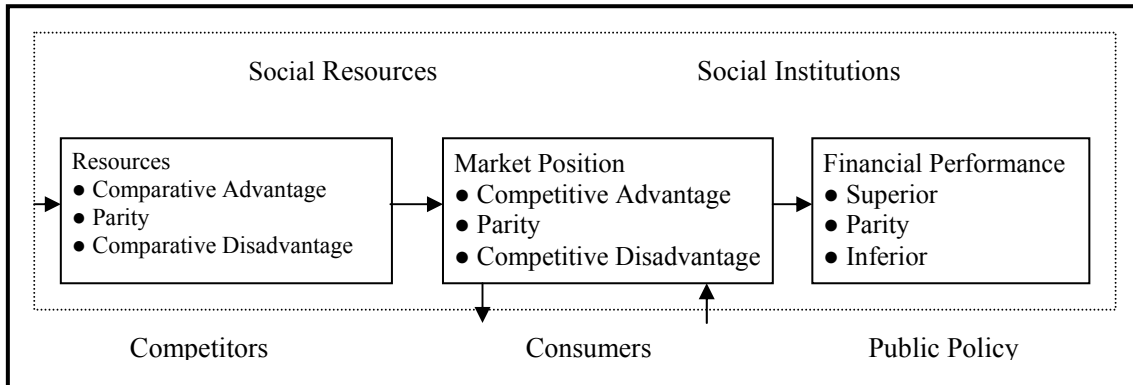 Social Resources
Social Institutions
Resources
● Comparative Advantage
● Parity
● Comparative Disadvantage
Market Position
● Competitive Advantage
● Parity
● Competitive Disadvantage
Financial Performance
● Superior
● Parity
● Inferior
Competitors
Consumers
Public Policy